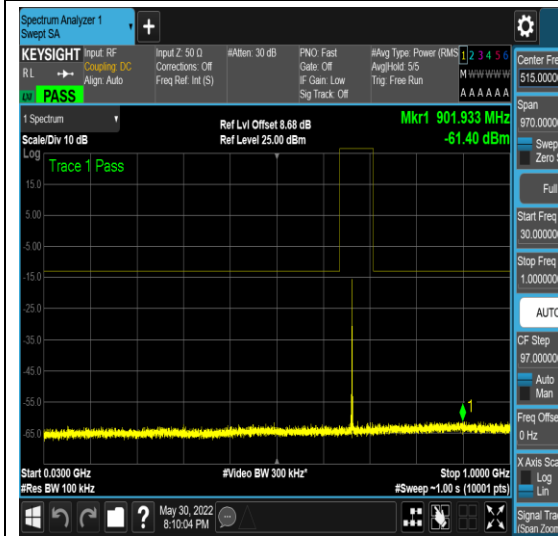 Spectrum Analyzer 1
Swept SA
KEYSIGHT
RL
PASS
Input: RF
Coupling: DC
Align: Auto
Input Z: 50 Ω
Corrections: Off
Freq Ref: Int (S)
#Atten: 30 dB
PNO: Fast
Gate: Off
IF Gain: Low
Sig Track: Off
#Avg Type: Power (RMS
Avg|Hold: 5/5
Trig: Free Run
1 2 3 4 5 6
M W W W W W
A A A A A A
1 Spectrum
Scale/Div 10 dB
Log
Ref Lvl Offset 8.68 dB
Ref Level 25.00 dBm
Mkr1 901.933 MHz
-61.40 dBm
Trace 1 Pass
15.0
5.00
-5.00
-15.0
-25.0
-35.0
-45.0
-55.0
-65.0
1
Start 0.0300 GHz
#Res BW 100 kHz
#Video BW 300 kHz*
Stop 1.0000 GHz
#Sweep ~1.00 s (10001 pts)
May 30, 2022
8:10:04 PM
Center Fre
515.00000
Span
970.00000
Swep
Zero S
Full
Start Freq
30.000000
Stop Freq
1.0000000
AUTO
CF Step
97.000000
Auto
Man
Freq Offse
0 Hz
X Axis Sca
Log
Lin
Signal Trac
(Span Zoom